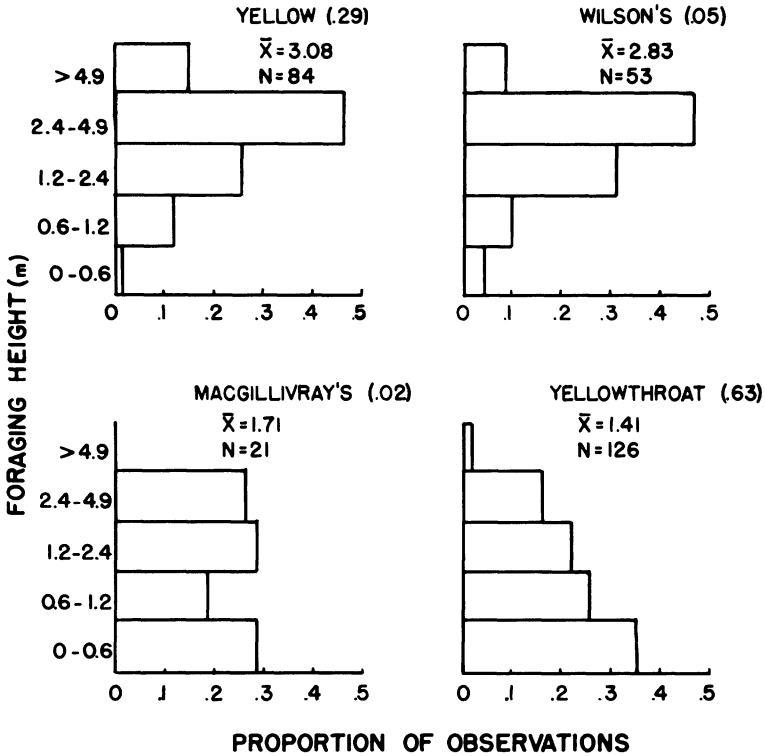 YELLOW (.29)
X̄=3.08
N=84
>4.9
2.4-4.9
1.2-2.4
0.6-1.2
0-0.6
0 .1 .2 .3 .4 .5
WILSON'S (.05)
X̄=2.83
N=53
0 .1 .2 .3 .4 .5
FORAGING HEIGHT (m)
MACGILLIVRAY'S (.02)
X̄=1.71
N=21
>4.9
2.4-4.9
1.2-2.4
0.6-1.2
0-0.6
0 .1 .2 .3 .4 .5
YELLOWTHROAT (.63)
X̄=1.41
N=126
0 .1 .2 .3 .4 .5
PROPORTION OF OBSERVATIONS